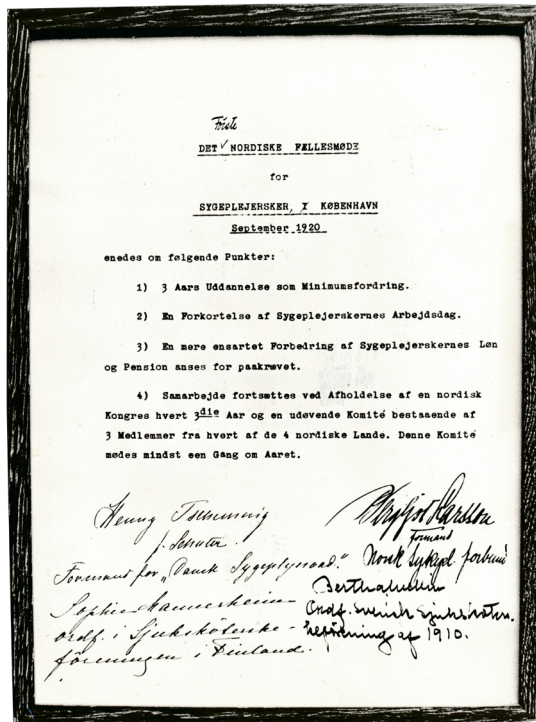 Første
DET V NORDISKE FÆLLESMØDE
for
SYGEPLEJERSKER, I KØBENHAVN
September 1920
enedes om følgende Punkter:
1) 3 Aars Uddannelse som Minimumsfordring.
2) En Forkortelse af Sygeplejerskernes Arbejdsdag.
3) En mere ensartet Forbedring af Sygeplejerskernes Løn
og Pension anses for paakrævet.
4) Samarbejde fortsættes ved Afholdelse af en nordisk
Kongres hvert 3die Aar og en udøvende Komité bestaaende af
3 Medlemmer fra hvert af de 4 nordiske Lande. Denne Komité
mødes mindst een Gang om Aaret.
Henny Tscherning
f. Schrøter.
Formand for "Dansk Sygeplejeraad".
Sophie Mannerheim
ordf. i Sjuksköterske-
föreningen i Finland.
Bergljot Larsson
formand
Norsk Sykepl. forbund
Bertha Wellin
Ordf. Svensk Sjuksköters.
förening af 1910.